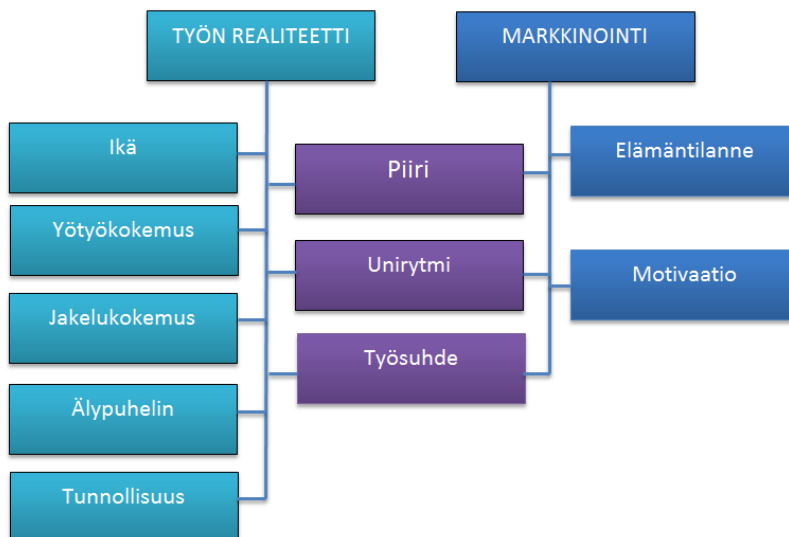 TYÖN REALITEETTI
MARKKINOINTI
Ikä
Yötyökokemus
Jakelukokemus
Älypuhelin
Tunnollisuus
Piiri
Unirytmi
Työsuhde
Elämäntilanne
Motivaatio